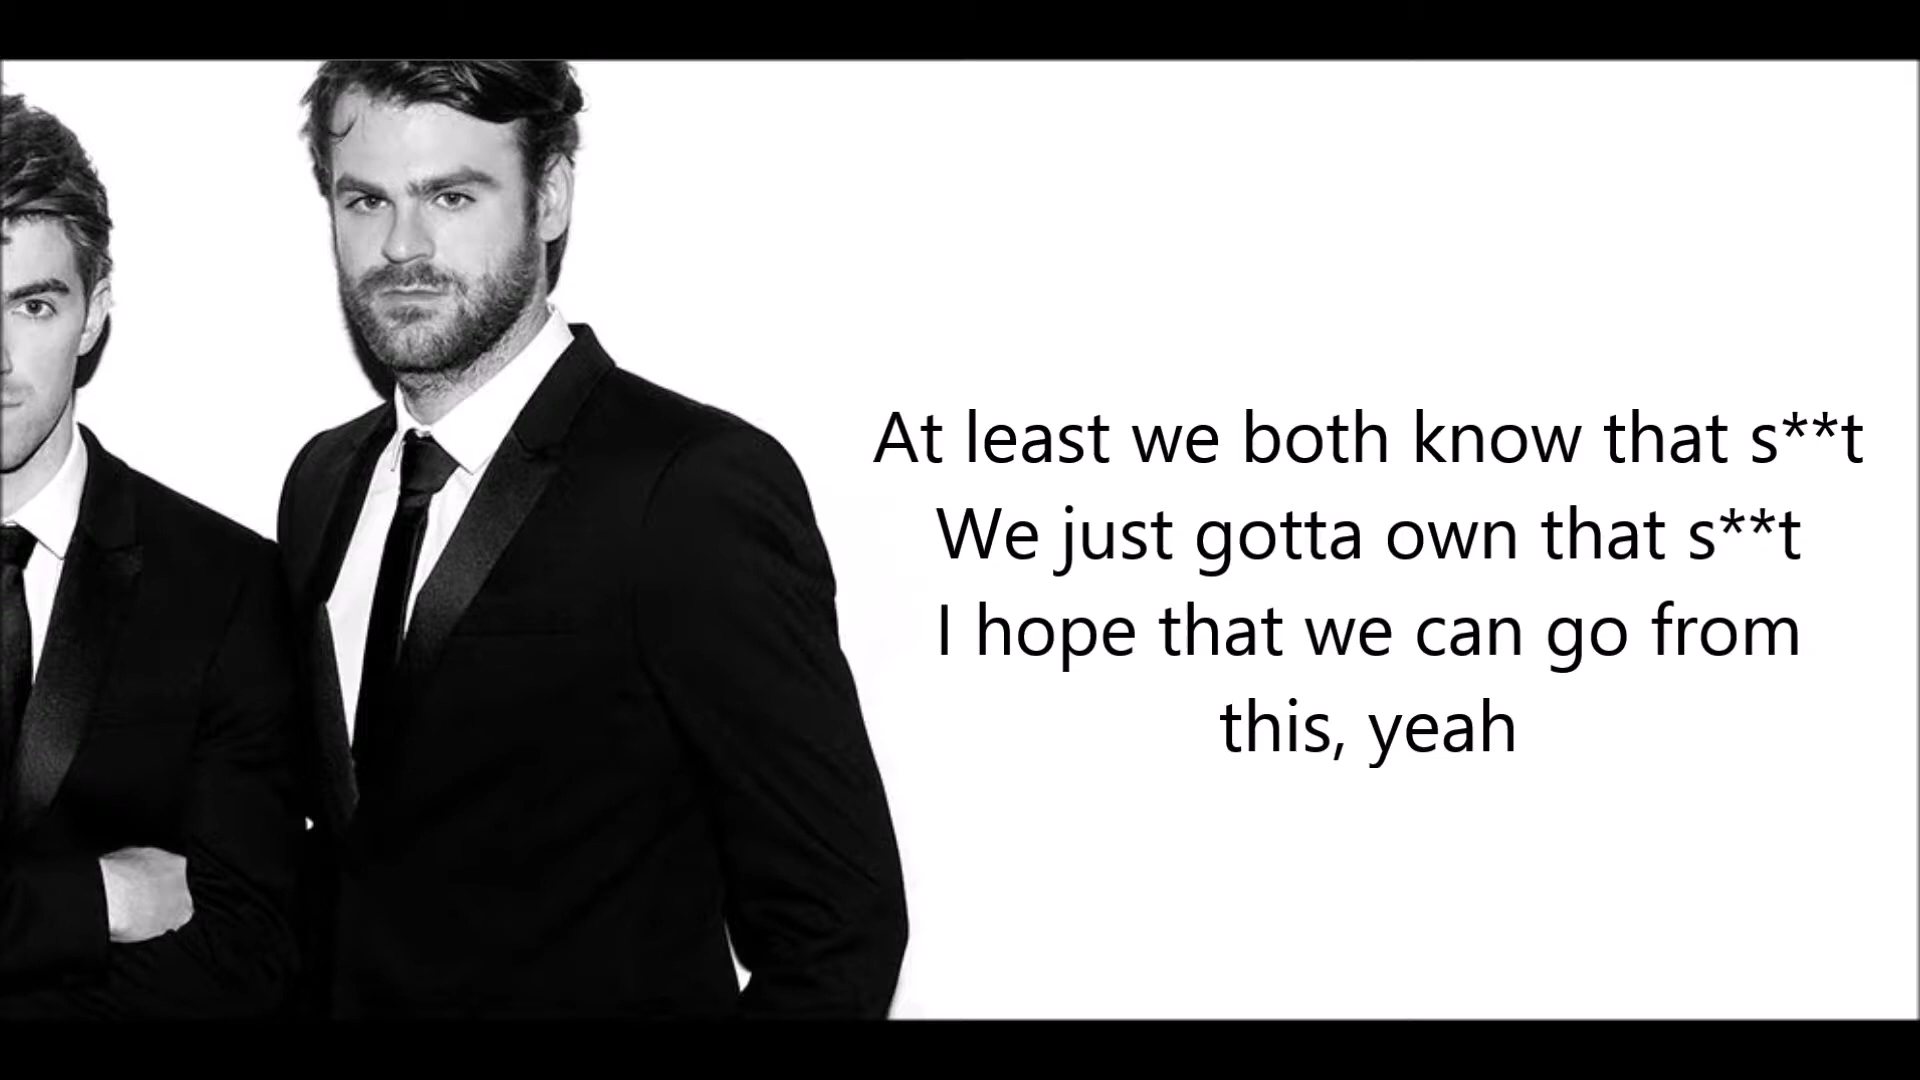 At least we both know that s**t
We just gotta own that s**t
I hope that we can go from
this, yeah